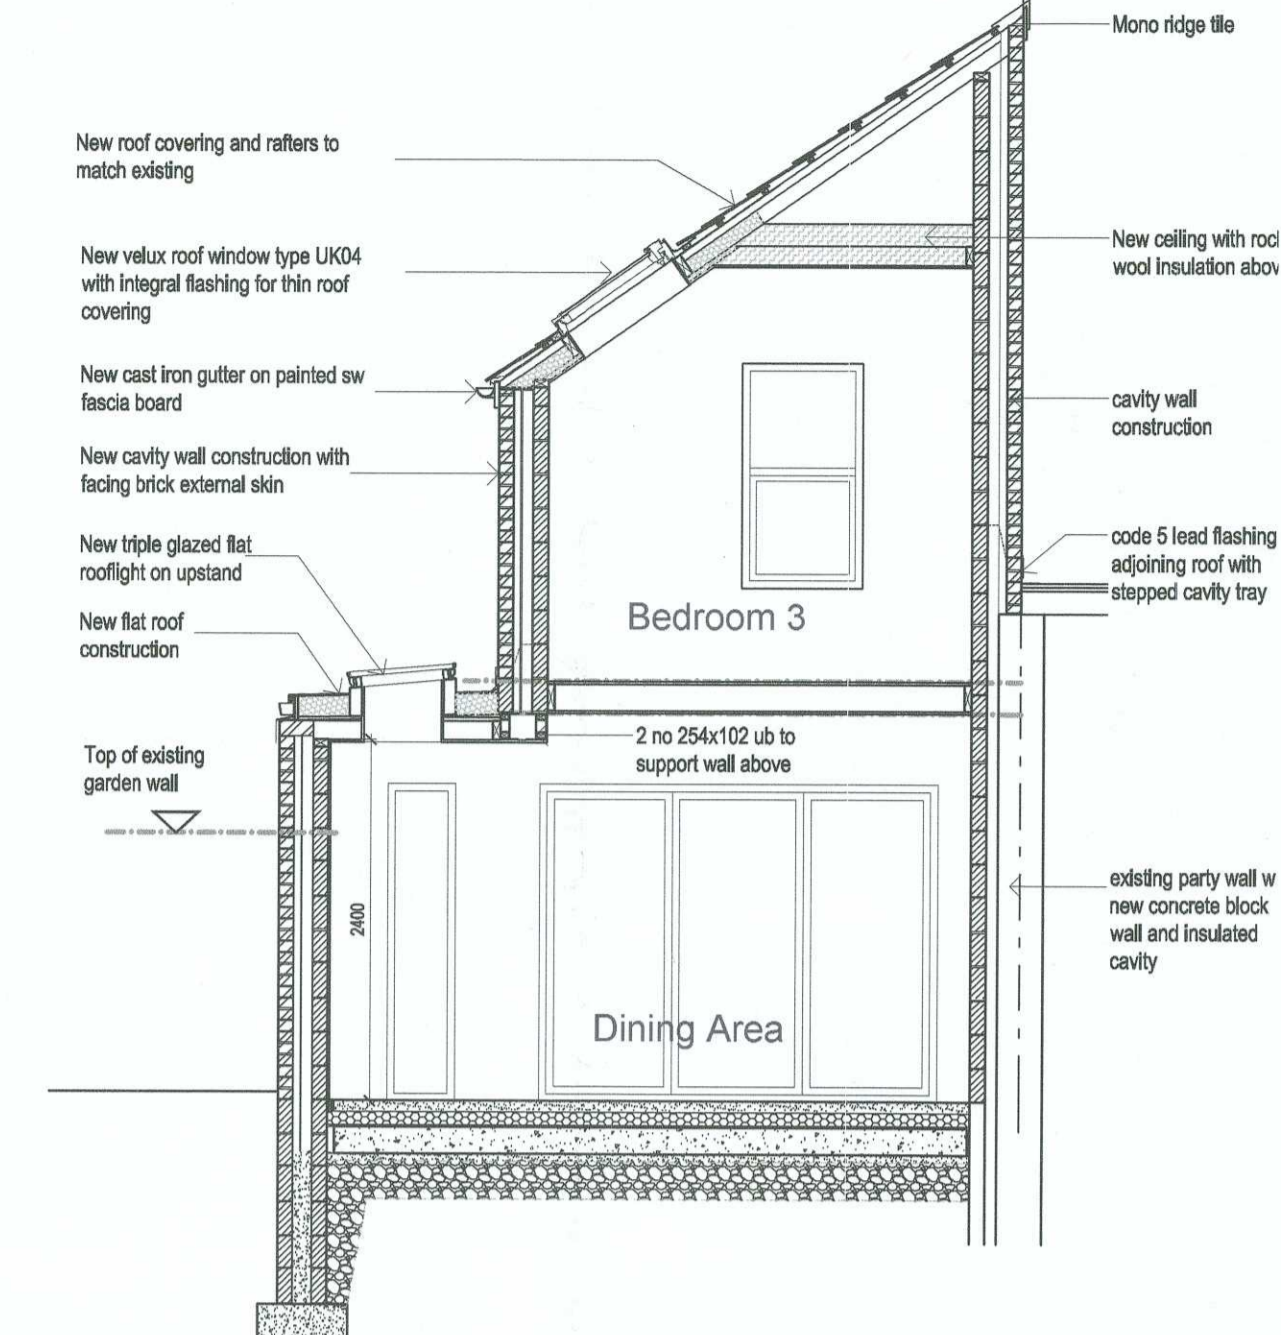 Mono ridge tile
New roof covering and rafters to
match existing
New velux roof window type UK04
with integral flashing for thin roof
covering
New ceiling with rock
wool insulation abov
New cast iron gutter on painted sw
fascia board
cavity wall
construction
New cavity wall construction with
facing brick external skin
New triple glazed flat
rooflight on upstand
code 5 lead flashing
adjoining roof with
stepped cavity tray
New flat roof
construction
Bedroom 3
2 no 254x102 ub to
support wall above
Top of existing
garden wall
2400
existing party wall w
new concrete block
wall and insulated
cavity
Dining Area